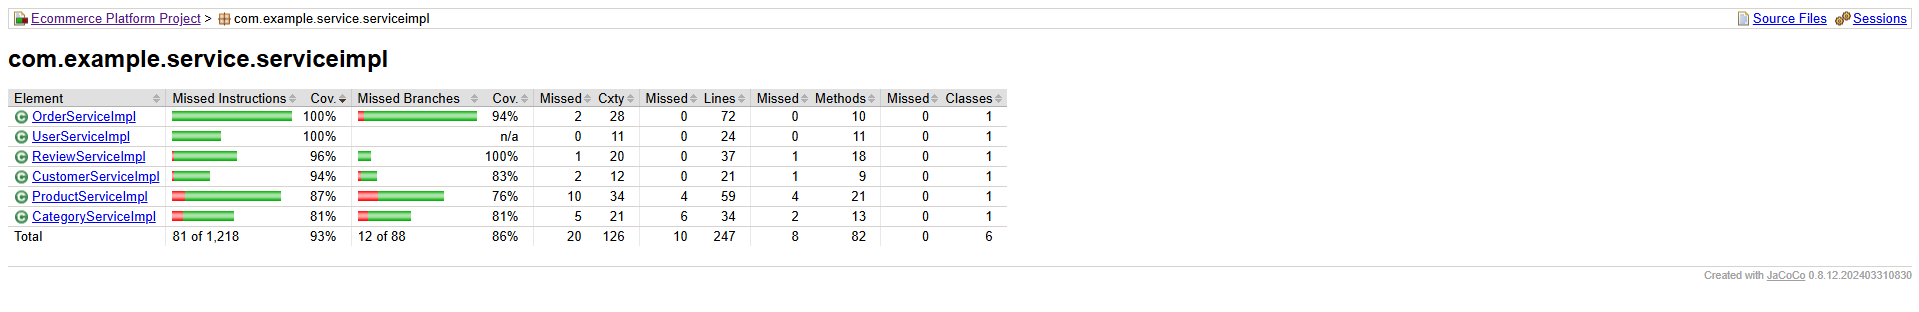 Ecommerce Platform Project > com.example.service.serviceimpl Source Files Sessions
com.example.service.serviceimpl
Element Missed Instructions Cov. Missed Branches Cov. Missed Cxty Missed Lines Missed Methods Missed Classes
OrderServiceImpl 100% 94% 2 28 0 72 0 10 0 1
UserServiceImpl 100% n/a 0 11 0 24 0 11 0 1
ReviewServiceImpl 96% 100% 1 20 0 37 1 18 0 1
CustomerServiceImpl 94% 83% 2 12 0 21 1 9 0 1
ProductServiceImpl 87% 76% 10 34 4 59 4 21 0 1
CategoryServiceImpl 81% 81% 5 21 6 34 2 13 0 1
Total 81 of 1,218 93% 12 of 88 86% 20 126 10 247 8 82 0 6
Created with JaCoCo 0.8.12.202403310830